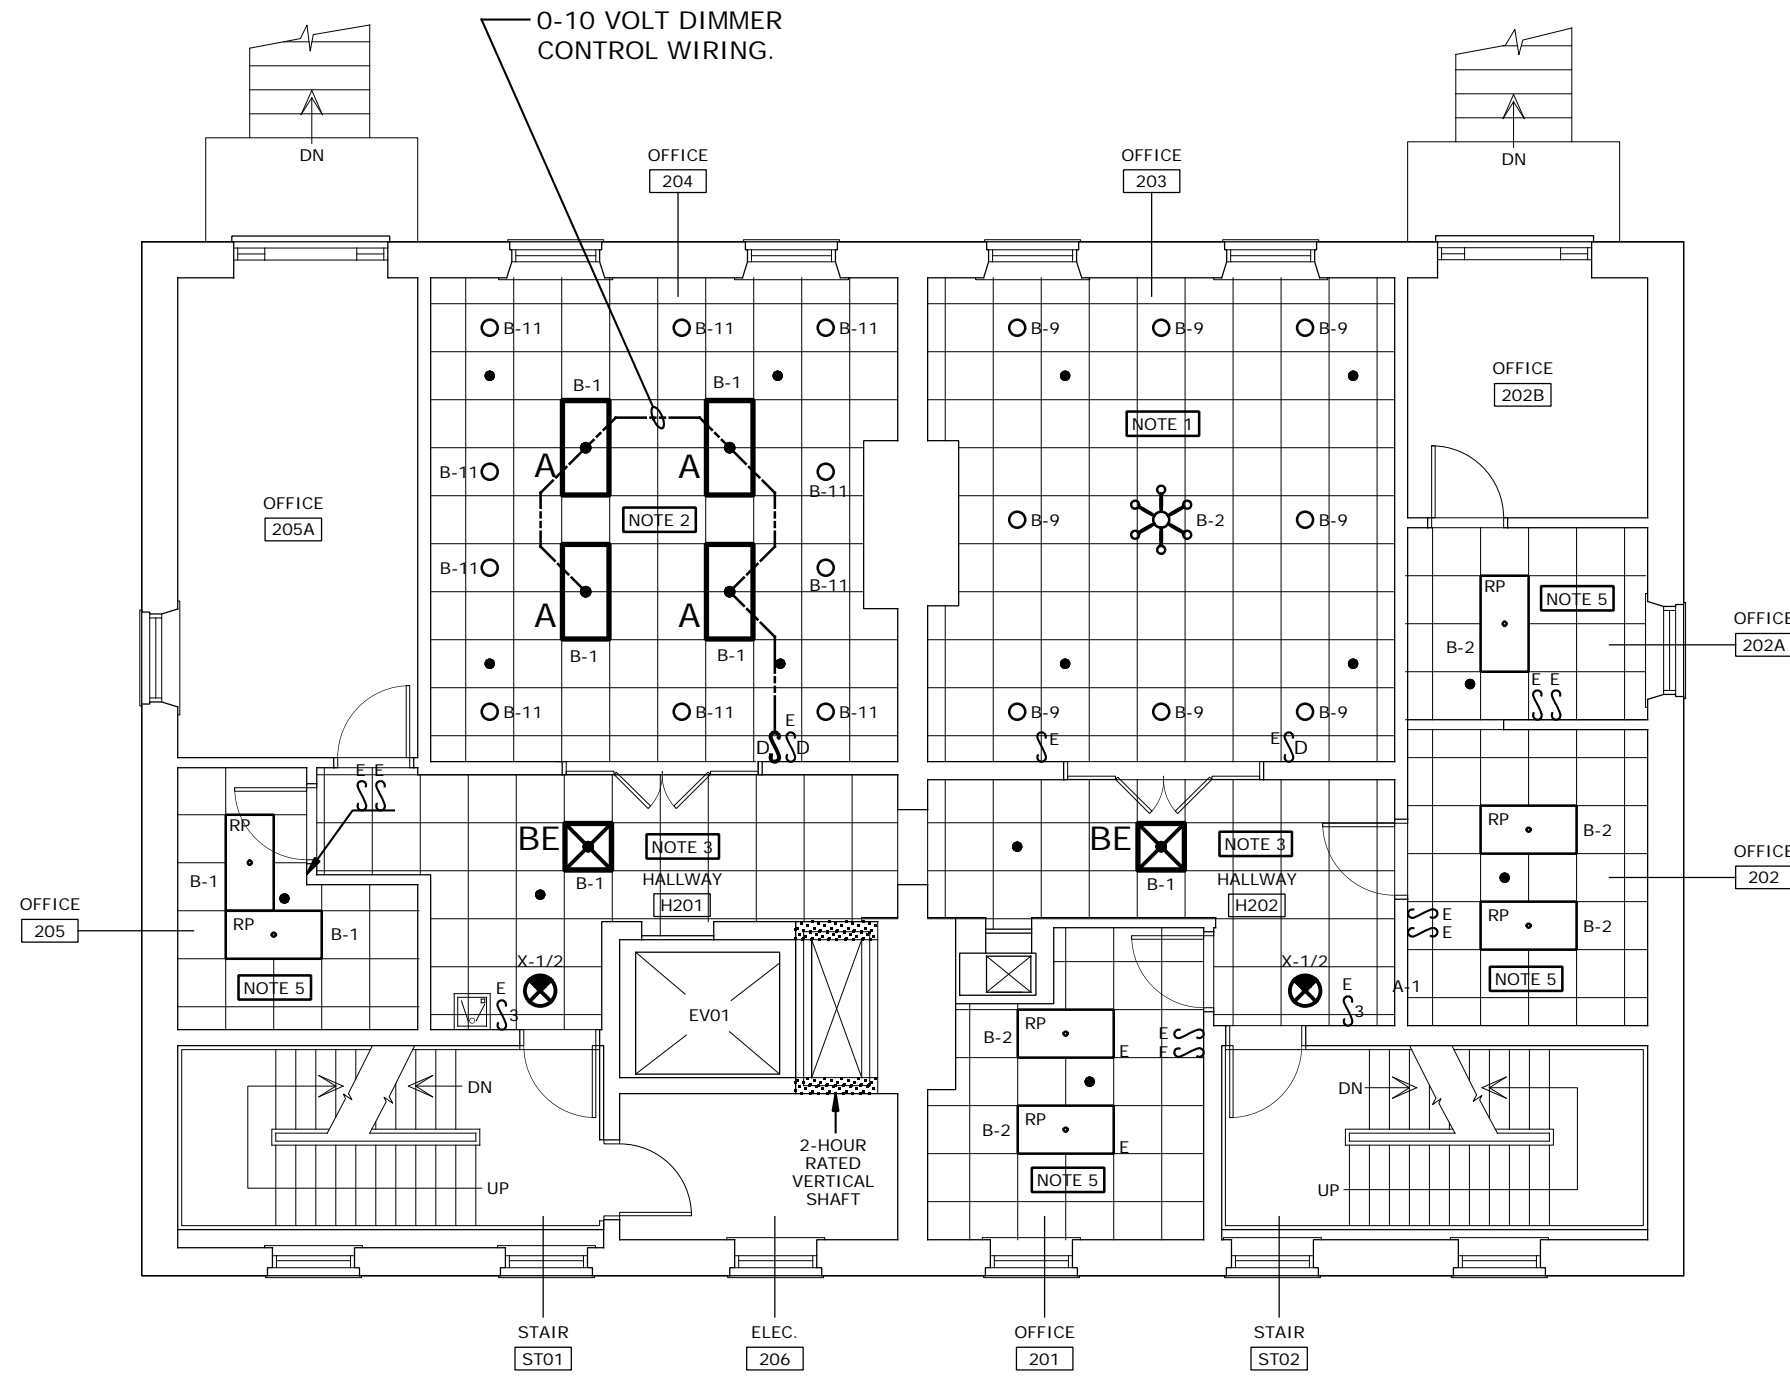 0-10 VOLT DIMMER
CONTROL WIRING.
DN
DN
OFFICE
204
OFFICE
203
B-11
B-11
B-11
B-9
B-9
B-9
B-1
B-1
OFFICE
202B
NOTE 1
A
A
B-11
B-11
OFFICE
205A
NOTE 2
B-9
B-2
B-9
B-11
B-11
RP
NOTE 5
A
A
OFFICE
202A
B-2
B-1
B-1
E E
B-11
B-11
B-11
B-9
B-9
B-9
E
D
D
E
E
D
E E
RP
BE
NOTE 3
BE
NOTE 3
RP
B-2
B-1
B-1
HALLWAY
H201
B-1
HALLWAY
H202
OFFICE
202
OFFICE
205
RP
B-1
RP
B-2
E
E
NOTE 5
X-1/2
X-1/2
NOTE 5
E
3
E
3
A-1
EV01
B-2
RP
E
E
E
DN
DN
B-2
RP
E
2-HOUR
RATED
VERTICAL
SHAFT
NOTE 5
UP
UP
STAIR
ST01
ELEC.
206
OFFICE
201
STAIR
ST02